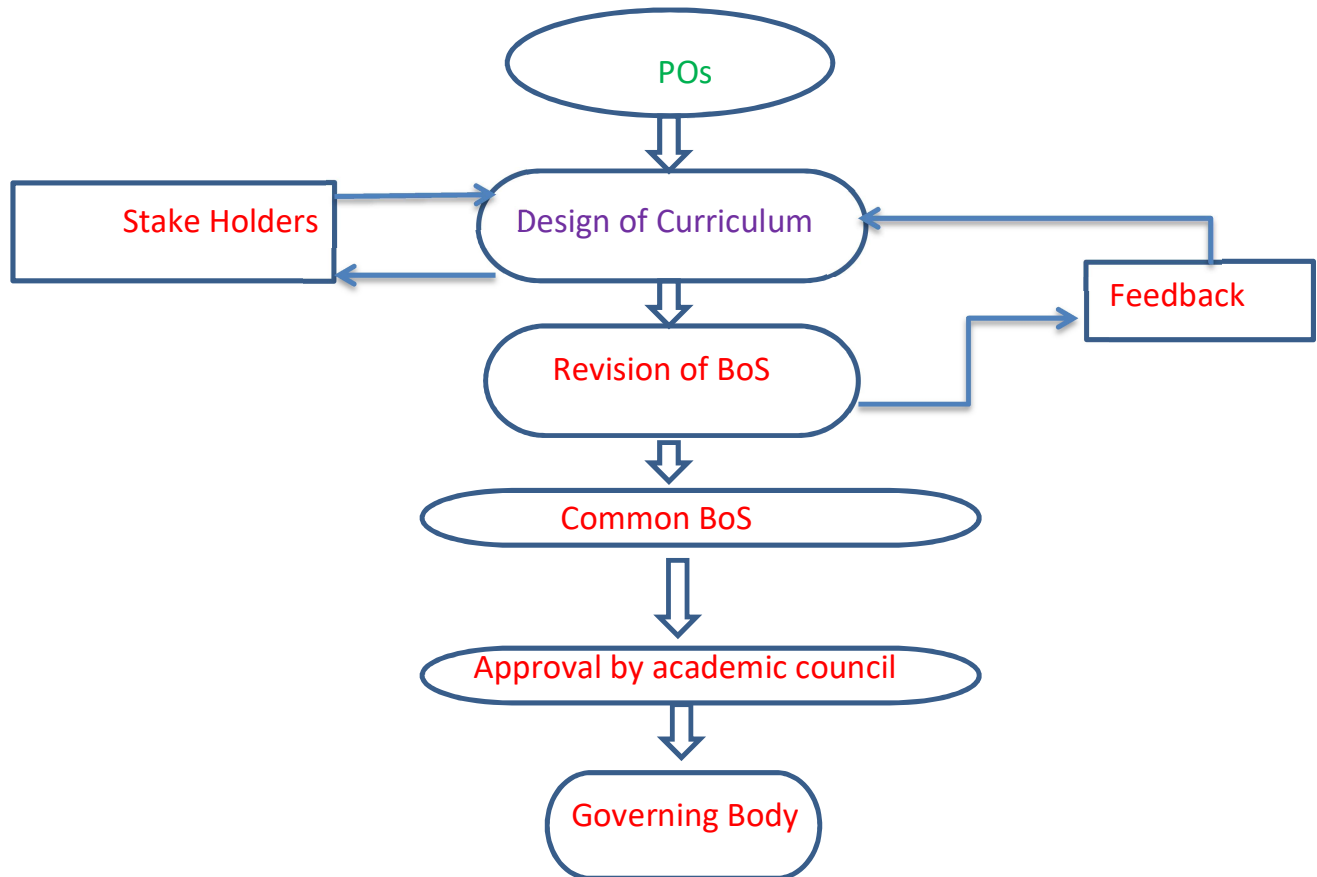 POs
Stake Holders
Design of Curriculum
Feedback
Revision of BoS
Common BoS
Approval by academic council
Governing Body